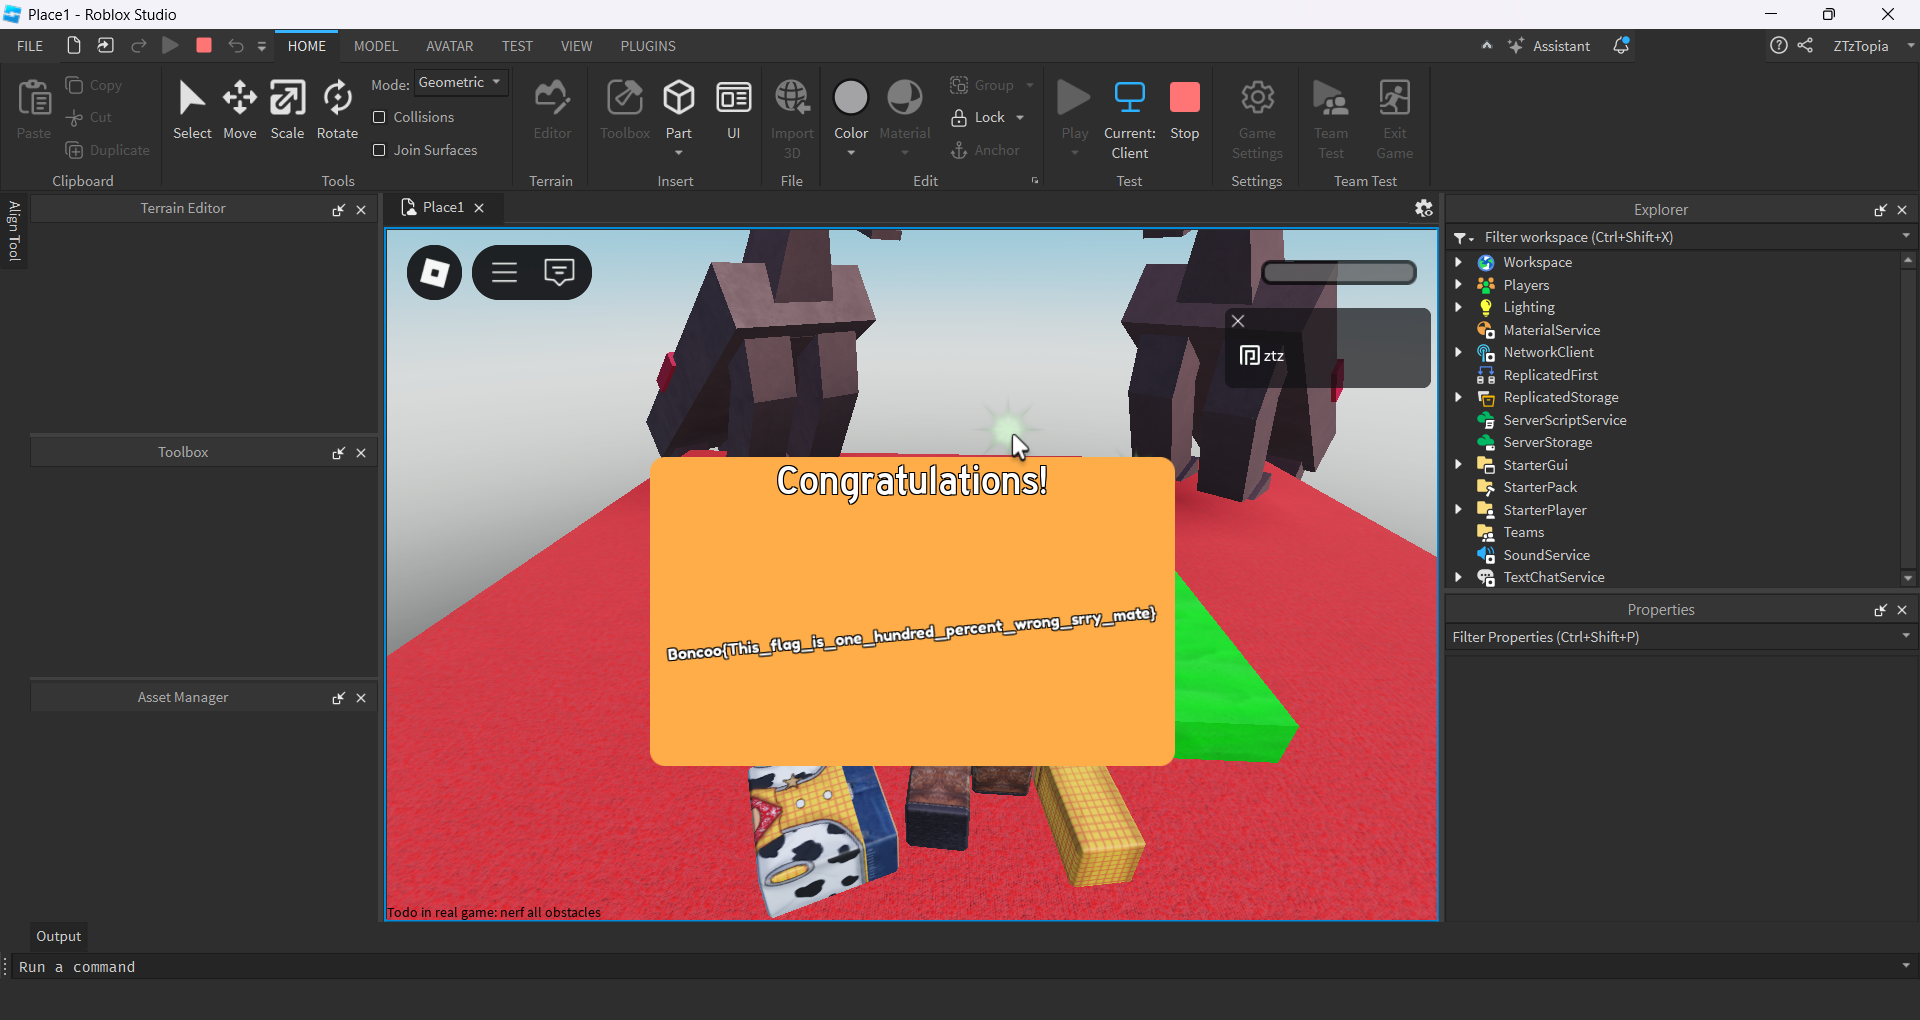 Place1 - Roblox Studio
FILE HOME MODEL AVATAR TEST VIEW PLUGINS Assistant ZTzTopia
Paste Copy Cut Duplicate
Clipboard
Select Move Scale Rotate
Mode: Geometric
Collisions
Join Surfaces
Tools
Editor
Terrain
Toolbox Part UI
Insert
Import
3D
File
Color Material
Group
Lock
Anchor
Edit
Play
Current:
Client
Stop
Test
Game
Settings
Settings
Team
Test
Exit
Game
Team Test
Align Tool
Terrain Editor
Toolbox
Asset Manager
Place1
ztz
Congratulations!
Boncoo{This_flag_is_one_hundred_percent_wrong_srry_mate}
Todo in real game: nerf all obstacles
Explorer
Filter workspace (Ctrl+Shift+X)
Workspace
Players
Lighting
MaterialService
NetworkClient
ReplicatedFirst
ReplicatedStorage
ServerScriptService
ServerStorage
StarterGui
StarterPack
StarterPlayer
Teams
SoundService
TextChatService
Properties
Filter Properties (Ctrl+Shift+P)
Output
Run a command